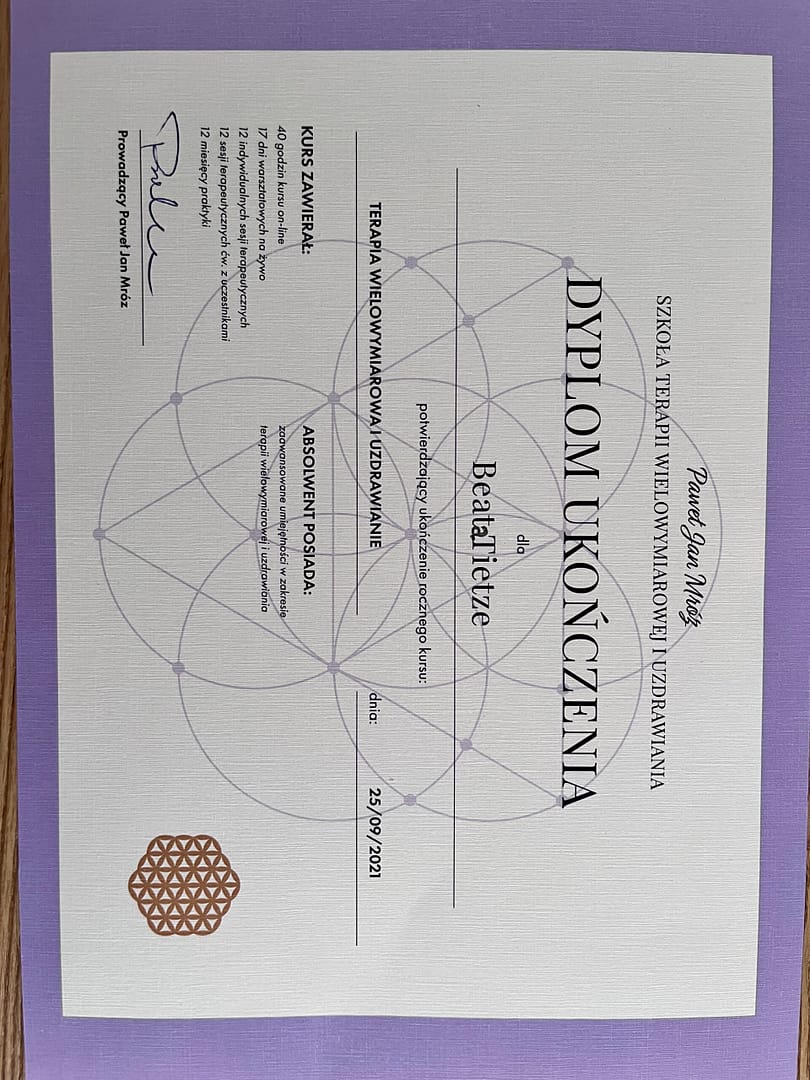 Paweł Jan Mróz
SZKOŁA TERAPII WIELOWYMIAROWEJ I UZDRAWIANIA
DYPLOM UKOŃCZENIA
dla
Beata Tietze
potwierdzający ukończenie rocznego kursu:
TERAPIA WIELOWYMIAROWA I UZDRAWIANIE
dnia: 25/09/2021
KURS ZAWIERAŁ:
40 godzin kursu on-line
17 dni warsztatowych na żywo
12 indywidualnych sesji terapeutycznych
12 sesji terapeutycznych ćw. z uczestnikami
12 miesięcy praktyki
ABSOLWENT POSIADA:
zaawansowane umiejętności w zakresie
terapii wielowymiarowej i uzdrawiania
Prowadzący Paweł Jan Mróz